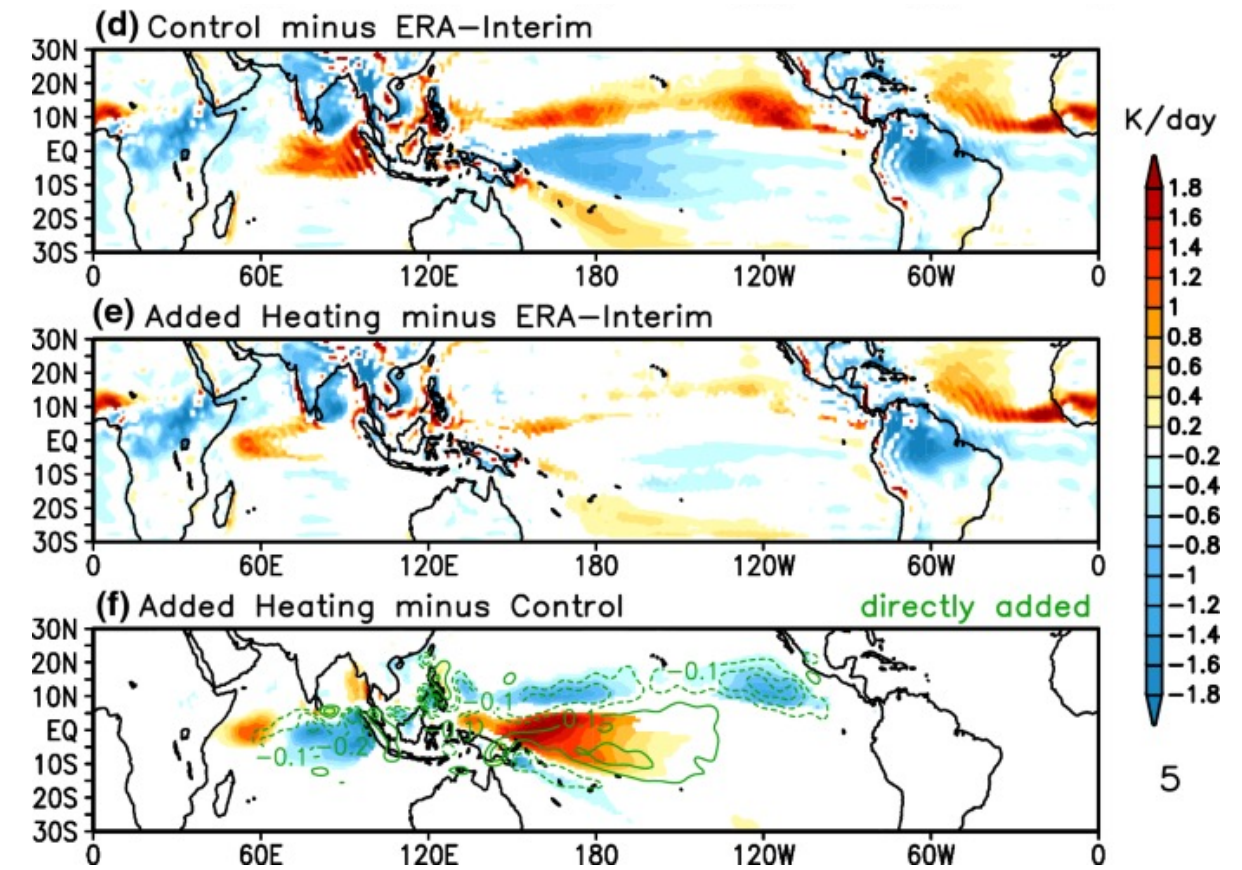 (d) Control minus ERA−Interim
30N
20N
10N
EQ
10S
20S
30S
0 60E 120E 180 120W 60W 0
(e) Added Heating minus ERA−Interim
30N
20N
10N
EQ
10S
20S
30S
0 60E 120E 180 120W 60W 0
(f) Added Heating minus Control directly added
30N
20N
10N
EQ
10S
20S
30S
−0.1
−0.1
0.1
−0.2
−0.1
0 60E 120E 180 120W 60W 0
K/day
1.8
1.6
1.4
1.2
1
0.8
0.6
0.4
0.2
−0.2
−0.4
−0.6
−0.8
−1
−1.2
−1.4
−1.6
−1.8
5